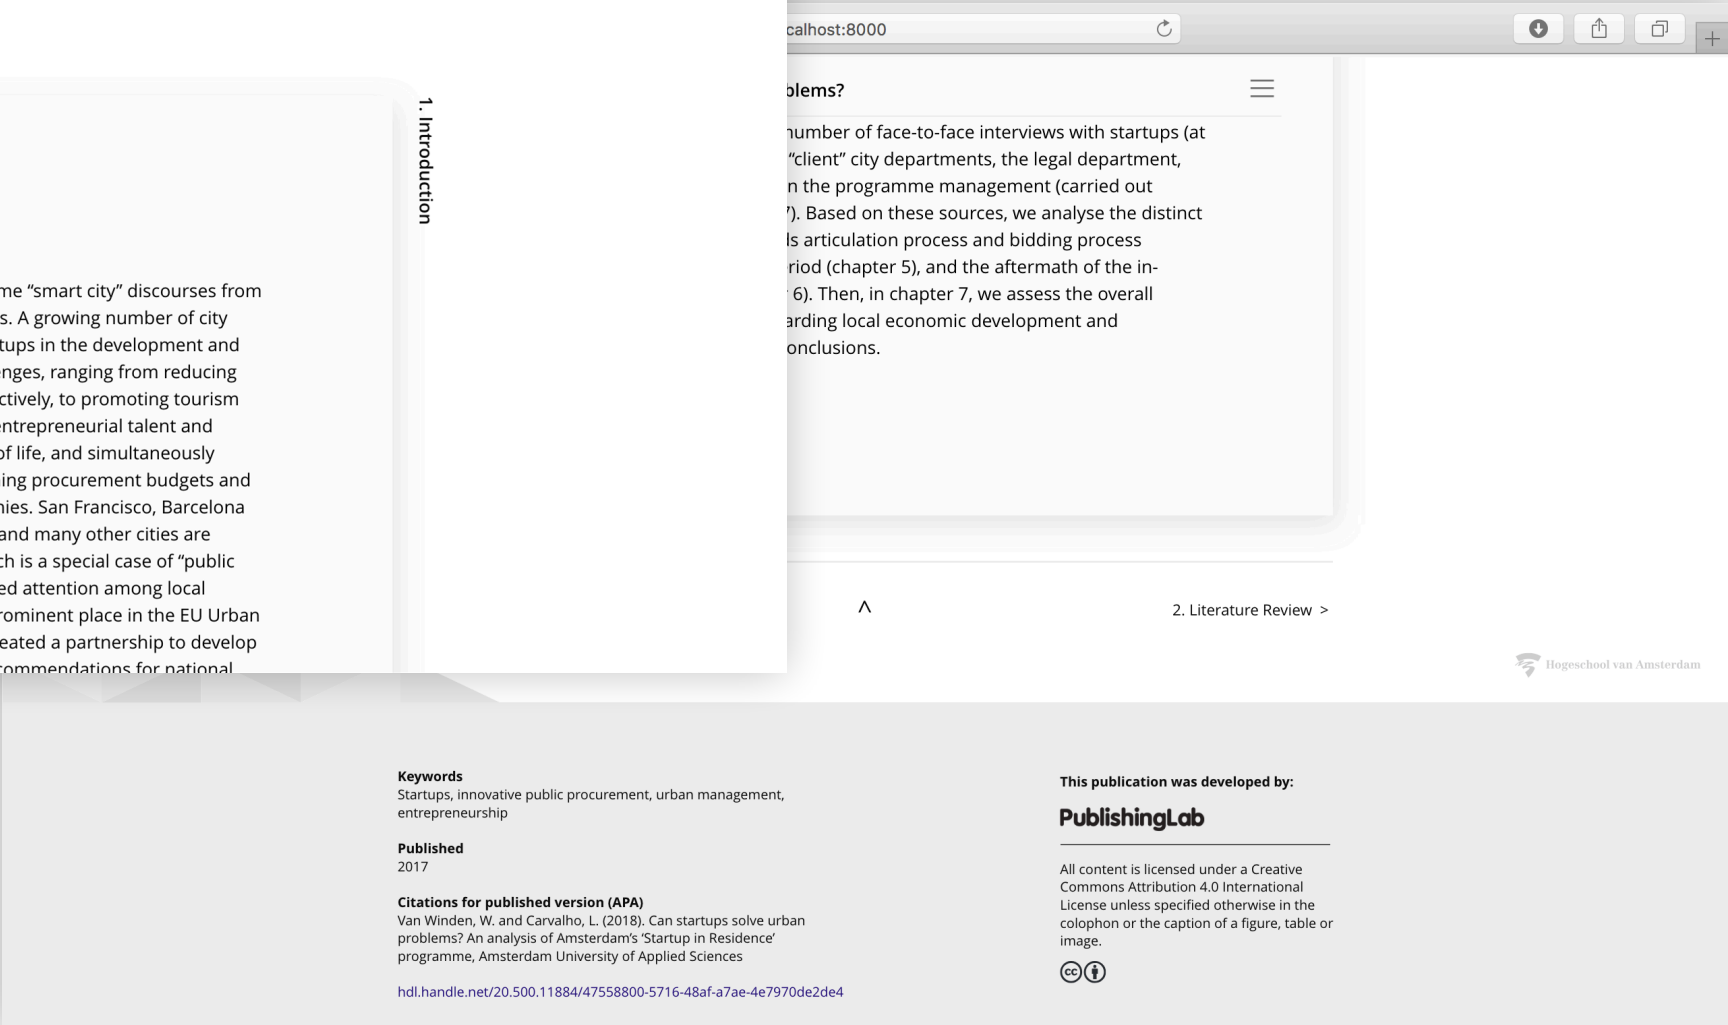 1. Introduction
me “smart city” discourses from
s. A growing number of city
tups in the development and
enges, ranging from reducing
ctively, to promoting tourism
entrepreneurial talent and
of life, and simultaneously
ing procurement budgets and
nies. San Francisco, Barcelona
and many other cities are
ch is a special case of “public
ed attention among local
rominent place in the EU Urban
eated a partnership to develop
commendations for national
calhost:8000
blems?
number of face-to-face interviews with startups (at
“client” city departments, the legal department,
n the programme management (carried out
7). Based on these sources, we analyse the distinct
ds articulation process and bidding process
eriod (chapter 5), and the aftermath of the in-
r 6). Then, in chapter 7, we assess the overall
arding local economic development and
onclusions.
^
2. Literature Review >
Hogeschool van Amsterdam
Keywords
Startups, innovative public procurement, urban management,
entrepreneurship
Published
2017
Citations for published version (APA)
Van Winden, W. and Carvalho, L. (2018). Can startups solve urban
problems? An analysis of Amsterdam’s ‘Startup in Residence’
programme, Amsterdam University of Applied Sciences
hdl.handle.net/20.500.11884/47558800-5716-48af-a7ae-4e7970de2de4
This publication was developed by:
PublishingLab
All content is licensed under a Creative
Commons Attribution 4.0 International
License unless specified otherwise in the
colophon or the caption of a figure, table or
image.
cc